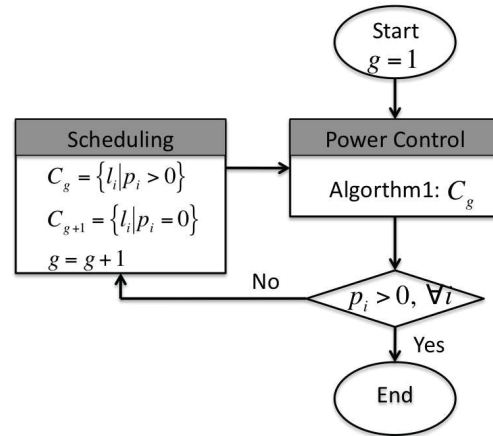 Start
g = 1
Scheduling
C_g = {l_i|p_i > 0}
C_{g+1} = {l_i|p_i = 0}
g = g + 1
Power Control
Algorthm1: C_g
p_i > 0, ∀i
No
Yes
End